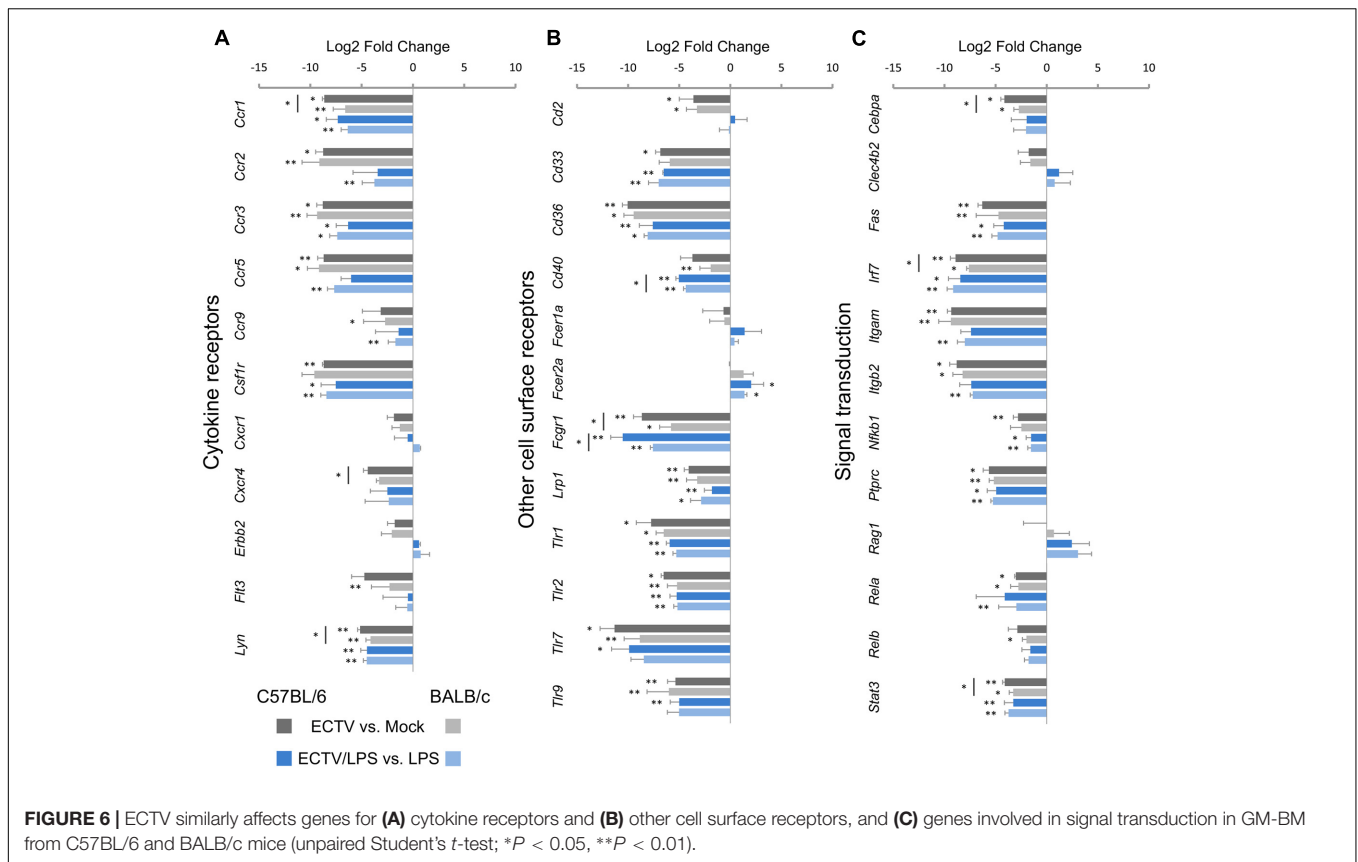 A
Log2 Fold Change
-15 -10 -5 0 5 10
Cytokine receptors
Ccr1
* * ** * **
Ccr2
* ** **
Ccr3
* ** * *
Ccr5
** * **
Ccr9
* **
Csf1r
** * **
Cxcr1
Cxcr4
*
Erbb2
Flt3
**
Lyn
* ** ** ** **
C57BL/6 BALB/c
ECTV vs. Mock
ECTV/LPS vs. LPS
B
Log2 Fold Change
-15 -10 -5 0 5 10
Other cell surface receptors
Cd2
* *
Cd33
* ** **
Cd36
** * ** *
Cd40
* ** ** **
Fcer1a
Fcer2a
* *
Fcgr1
* * ** * ** **
Lrp1
** ** ** *
Tlr1
* * ** **
Tlr2
* ** ** **
Tlr7
* ** *
Tlr9
** ** **
C
Log2 Fold Change
-15 -10 -5 0 5 10
Signal transduction
Cebpa
* * *
Clec4b2
Fas
** ** * **
Irf7
* ** * * **
Itgam
** ** **
Itgb2
* * **
Nfkb1
** * **
Ptprc
* ** * **
Rag1
Rela
* * **
Relb
*
Stat3
* ** * ** **
FIGURE 6 | ECTV similarly affects genes for (A) cytokine receptors and (B) other cell surface receptors, and (C) genes involved in signal transduction in GM-BM
from C57BL/6 and BALB/c mice (unpaired Student's t-test; *P < 0.05, **P < 0.01).